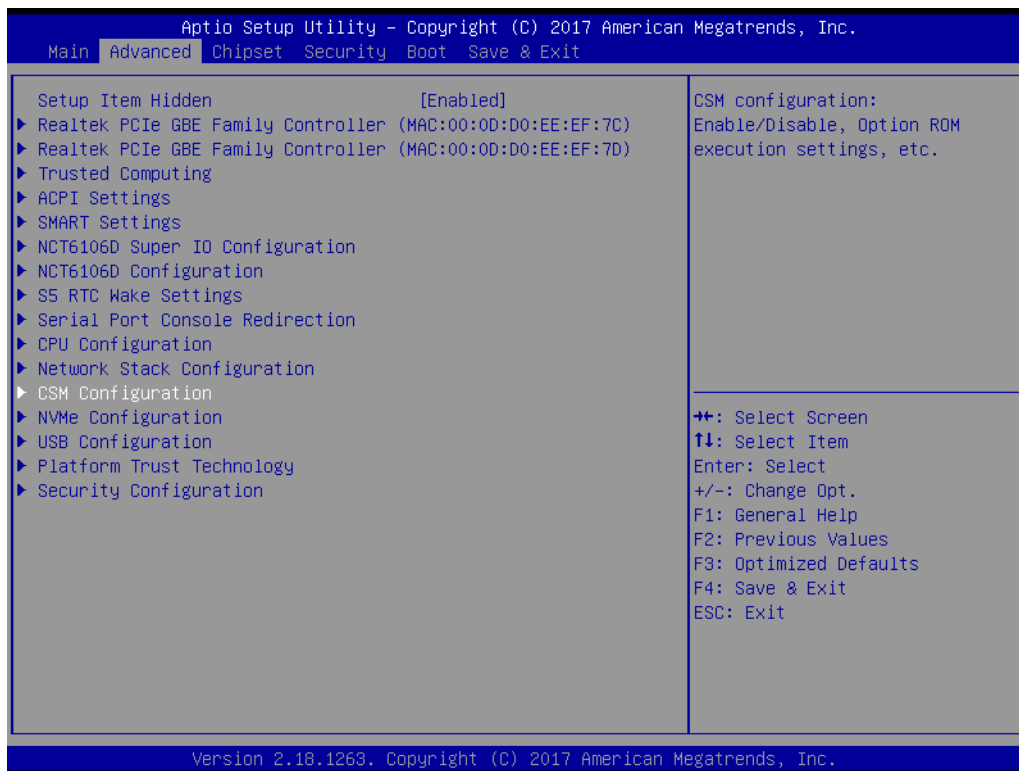 Aptio Setup Utility – Copyright (C) 2017 American Megatrends, Inc.
Main Advanced Chipset Security Boot Save & Exit
Setup Item Hidden [Enabled]
Realtek PCIe GBE Family Controller (MAC:00:0D:D0:EE:EF:7C)
Realtek PCIe GBE Family Controller (MAC:00:0D:D0:EE:EF:7D)
Trusted Computing
ACPI Settings
SMART Settings
NCT6106D Super IO Configuration
NCT6106D Configuration
S5 RTC Wake Settings
Serial Port Console Redirection
CPU Configuration
Network Stack Configuration
CSM Configuration
NVMe Configuration
USB Configuration
Platform Trust Technology
Security Configuration
CSM configuration:
Enable/Disable, Option ROM
execution settings, etc.
→←: Select Screen
↑↓: Select Item
Enter: Select
+/-: Change Opt.
F1: General Help
F2: Previous Values
F3: Optimized Defaults
F4: Save & Exit
ESC: Exit
Version 2.18.1263. Copyright (C) 2017 American Megatrends, Inc.